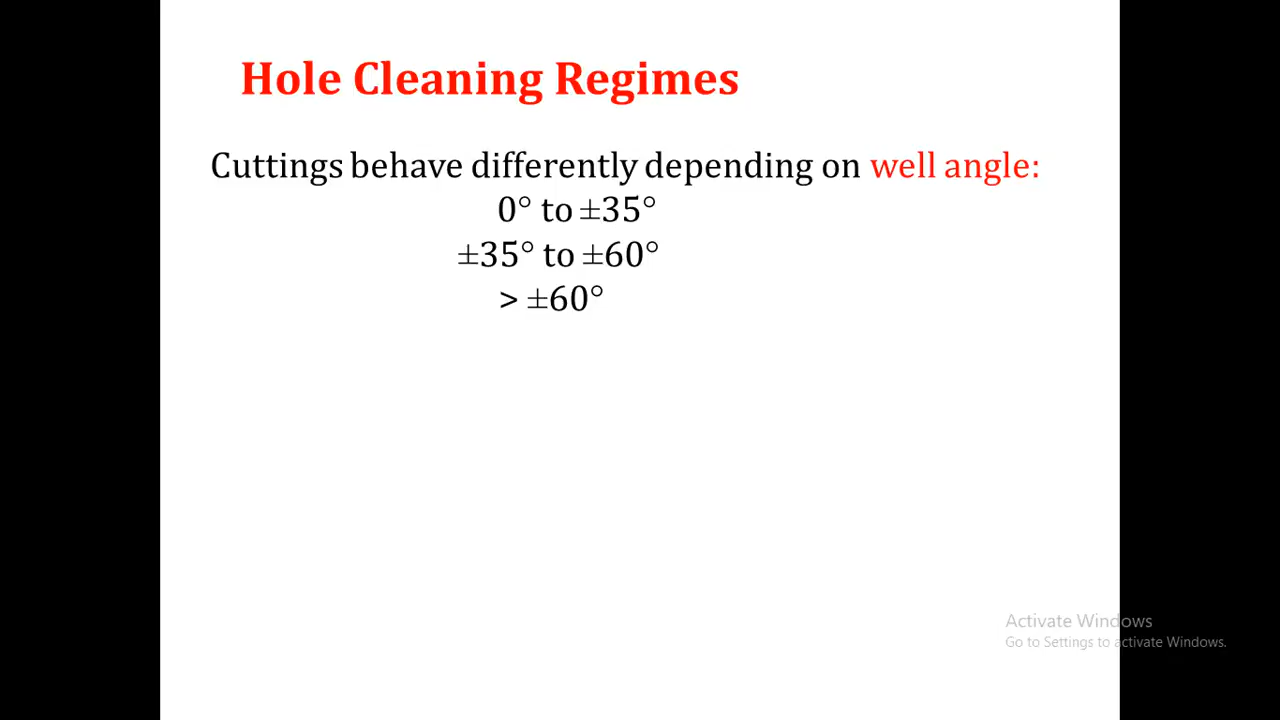 Hole Cleaning Regimes
Cuttings behave differently depending on well angle:
0° to ±35°
±35° to ±60°
> ±60°
Activate Windows
Go to Settings to activate Windows.